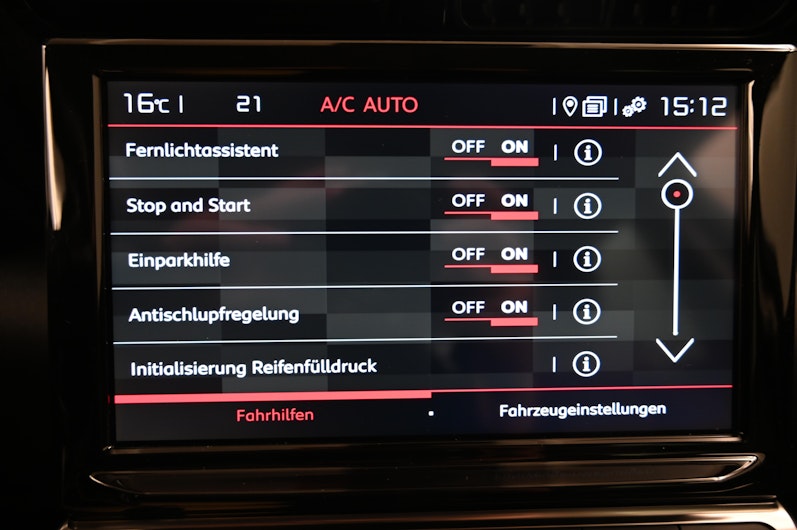 16°C | 21 A/C AUTO 15:12
Fernlichtassistent OFF ON
Stop and Start OFF ON
Einparkhilfe OFF ON
Antischlupfregelung OFF ON
Initialisierung Reifenfülldruck
Fahrhilfen Fahrzeugeinstellungen